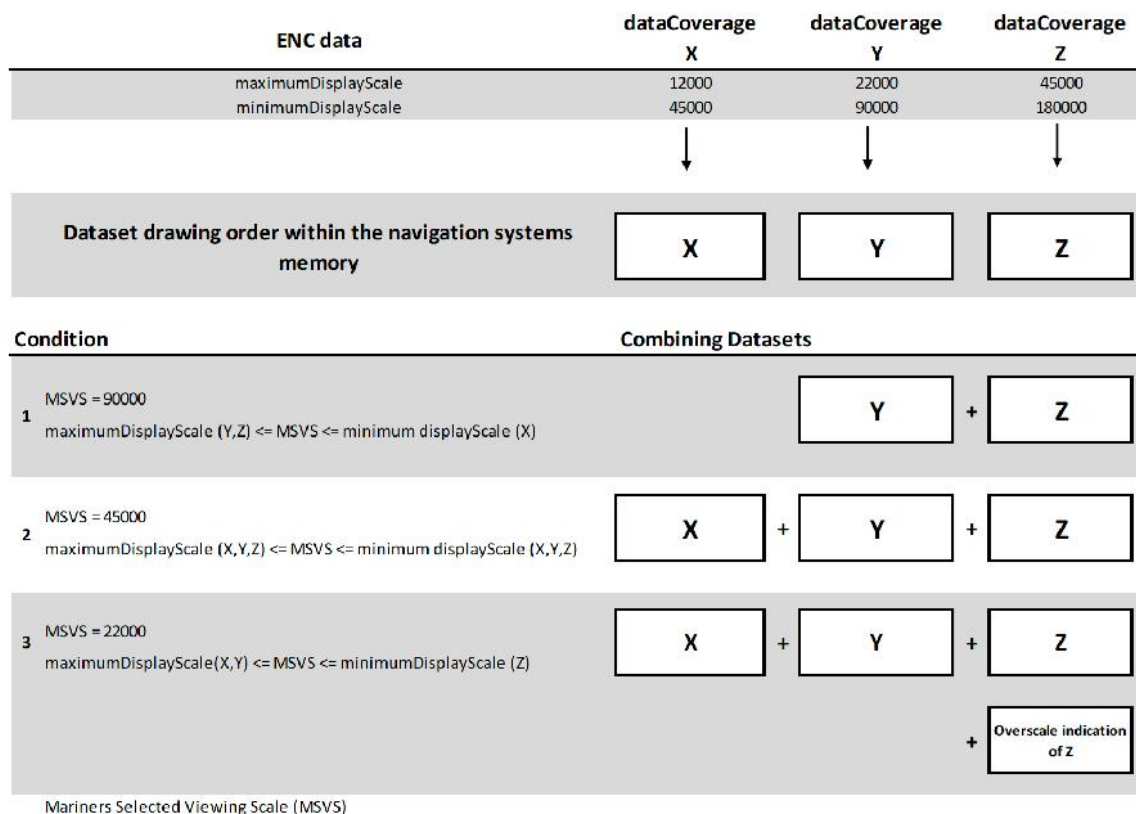 ENC data dataCoverage X dataCoverage Y dataCoverage Z
maximumDisplayScale 12000 22000 45000
minimumDisplayScale 45000 90000 180000
Dataset drawing order within the navigation systems
memory
X Y Z
Condition Combining Datasets
1 MSVS = 90000
maximumDisplayScale (Y,Z) <= MSVS <= minimum displayScale (X)
Y + Z
2 MSVS = 45000
maximumDisplayScale (X,Y,Z) <= MSVS <= minimum displayScale (X,Y,Z)
X + Y + Z
3 MSVS = 22000
maximumDisplayScale(X,Y) <= MSVS <= minimumDisplayScale (Z)
X + Y + Z
+ Overscale indication
of Z
Mariners Selected Viewing Scale (MSVS)